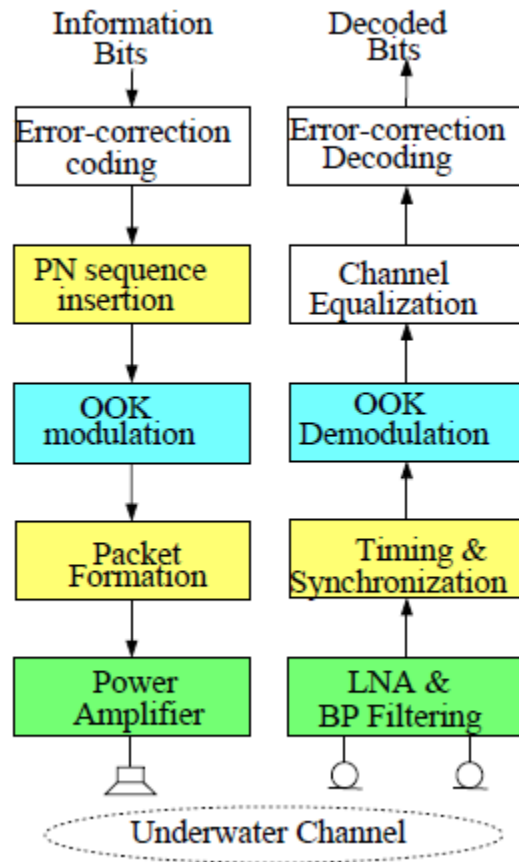 Information
Bits
Error-correction
coding
PN sequence
insertion
OOK
modulation
Packet
Formation
Power
Amplifier
Decoded
Bits
Error-correction
Decoding
Channel
Equalization
OOK
Demodulation
Timing &
Synchronization
LNA &
BP Filtering
Underwater Channel